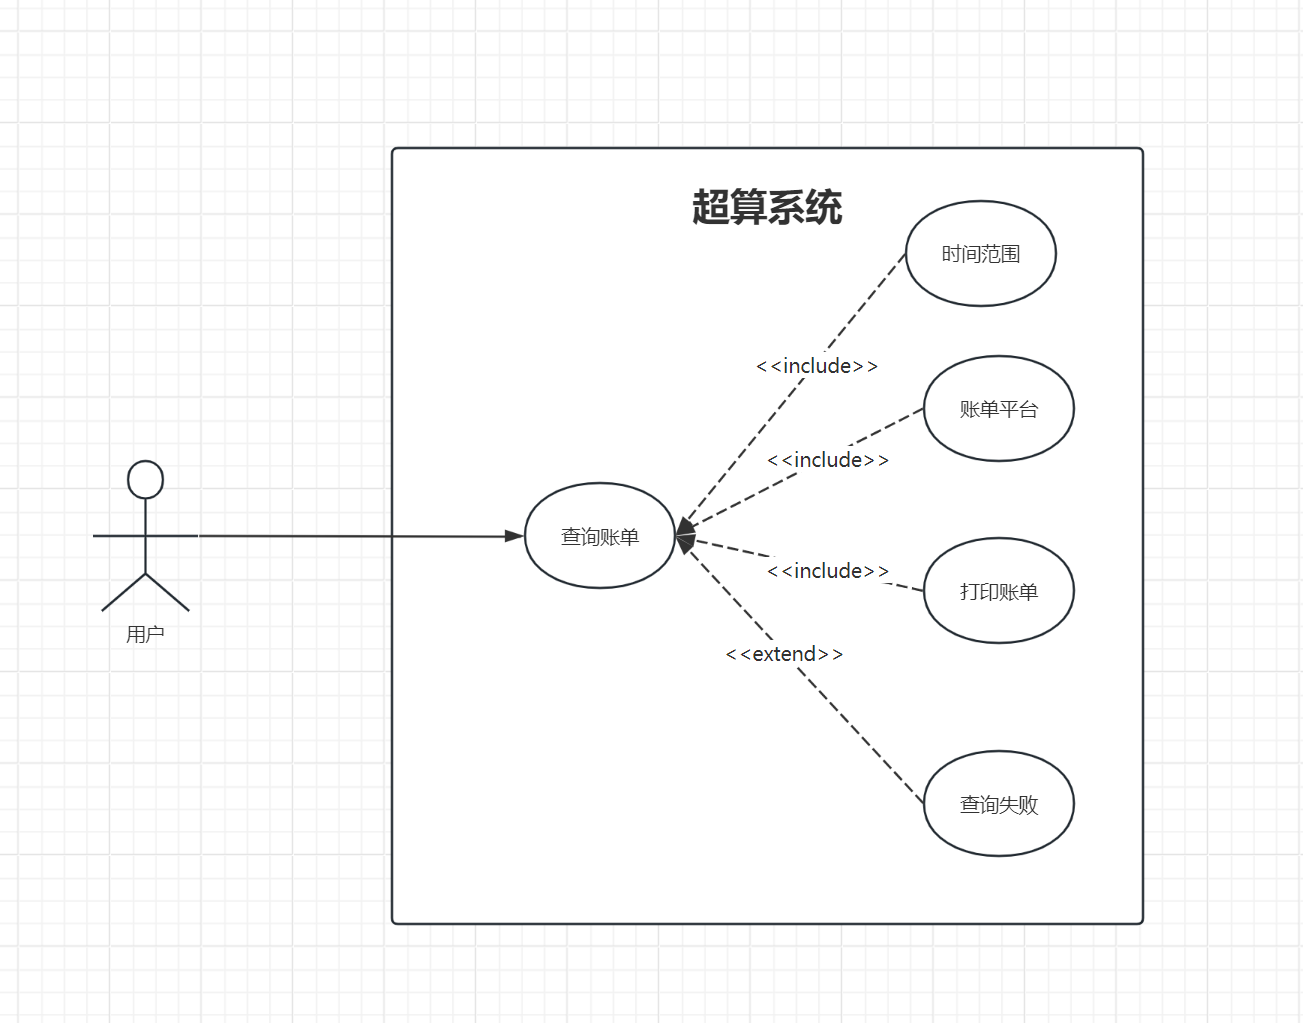 超算系统
时间范围
<<include>>
账单平台
<<include>>
查询账单
<<include>>
打印账单
用户
<<extend>>
查询失败